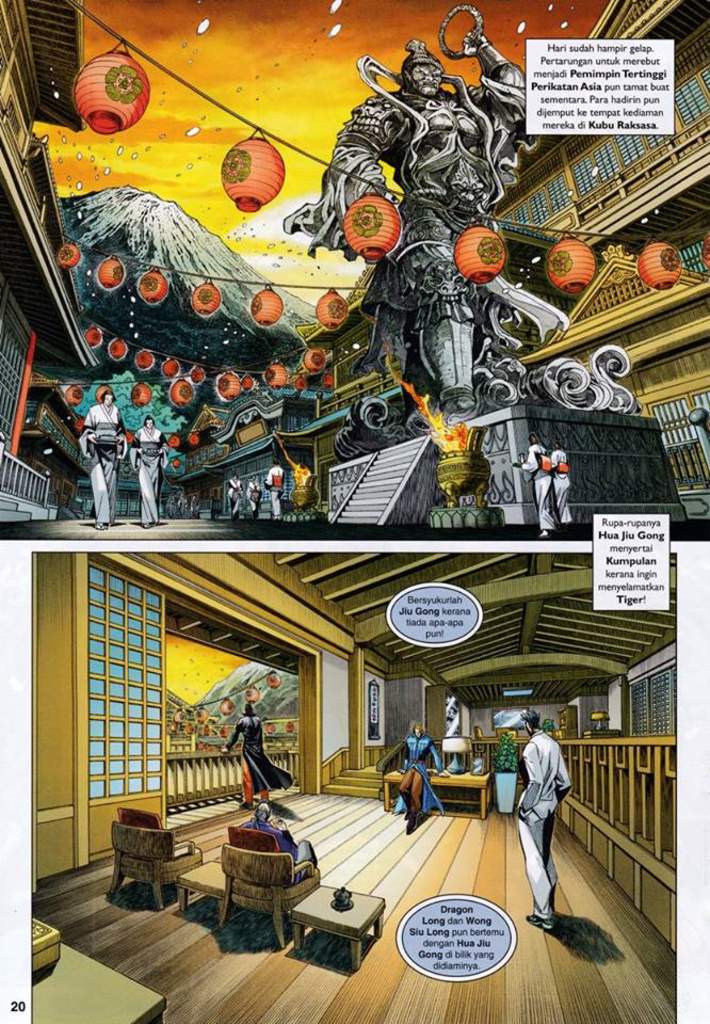 Hari sudah hampir gelap.
Pertarungan untuk merebut
menjadi Pemimpin Tertinggi
Perikatan Asia pun tamat buat
sementara. Para hadirin pun
dijemput ke tempat kediaman
mereka di Kubu Raksasa.
Rupa-rupanya
Hua Jiu Gong
menyertai
Kumpulan
kerana ingin
menyelamatkan
Tiger!
Bersyukurlah
Jiu Gong kerana
tiada apa-apa
pun!
Dragon
Long dan Wong
Siu Long pun bertemu
dengan Hua Jiu
Gong di bilik yang
didiaminya.
20